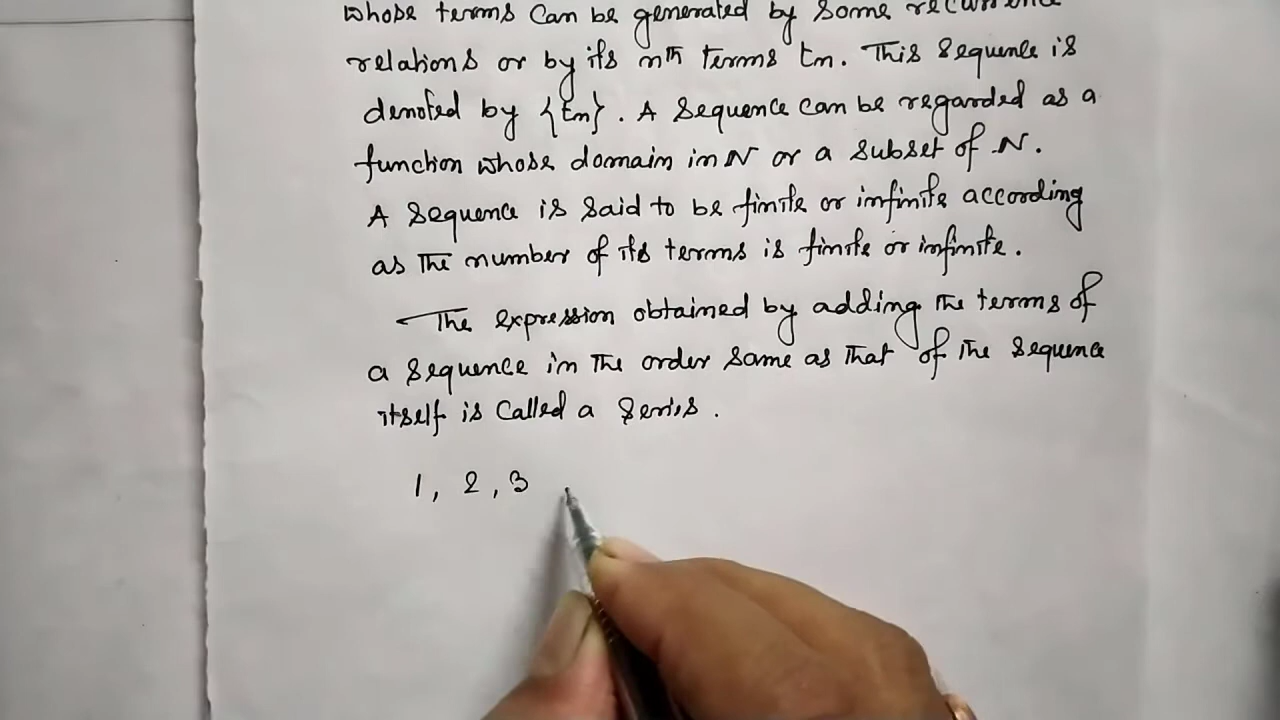 whose terms can be generated by some recurrence
relations or by its nth terms tn. This sequence is
denoted by {tn}. A sequence can be regarded as a
function whose domain in N or a subset of N.
A sequence is said to be finite or infinite according
as the number of its terms is finite or infinite.
The expression obtained by adding the terms of
a sequence in the order same as that of the sequence
itself is called a series.
1, 2, 3